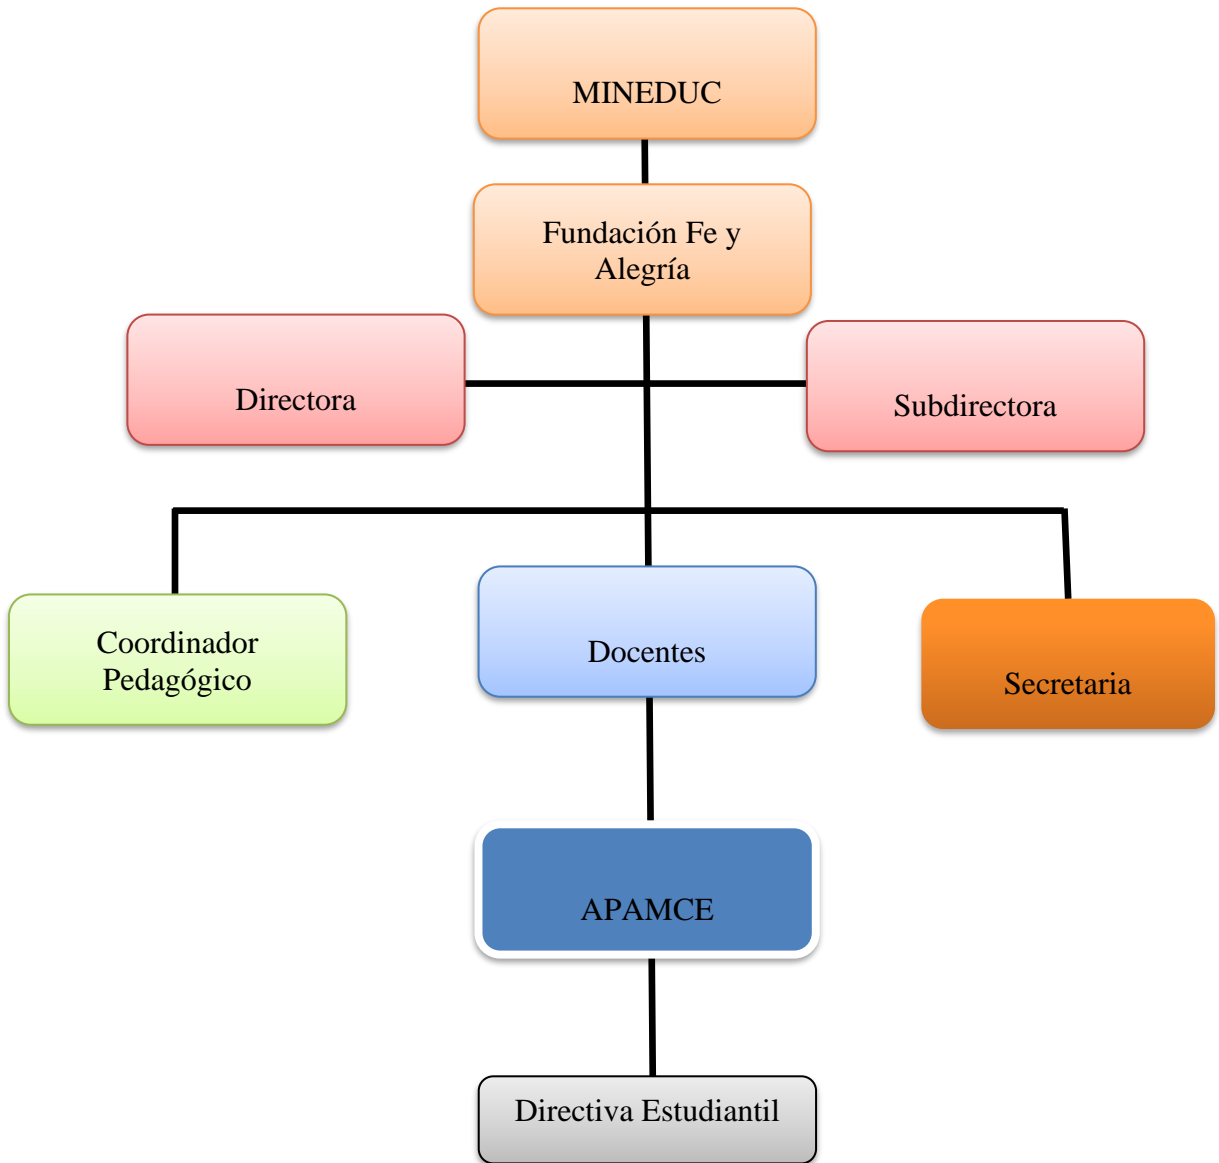 MINEDUC
Fundación Fe y
Alegría
Directora
Subdirectora
Coordinador
Pedagógico
Docentes
Secretaria
APAMCE
Directiva Estudiantil